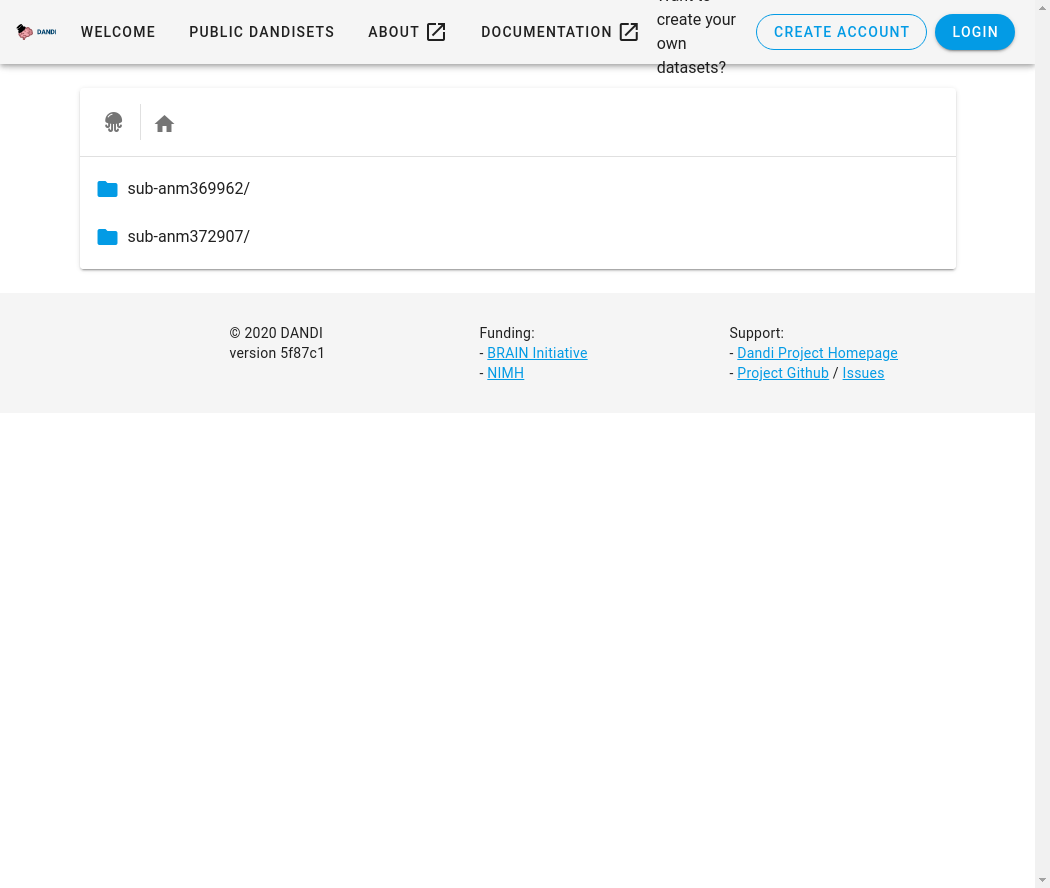 DANDI
WELCOME
PUBLIC DANDISETS
ABOUT
DOCUMENTATION
create your
own
datasets?
CREATE ACCOUNT
LOGIN
sub-anm369962/
sub-anm372907/
© 2020 DANDI
version 5f87c1
Funding:
- BRAIN Initiative
- NIMH
Support:
- Dandi Project Homepage
- Project Github / Issues